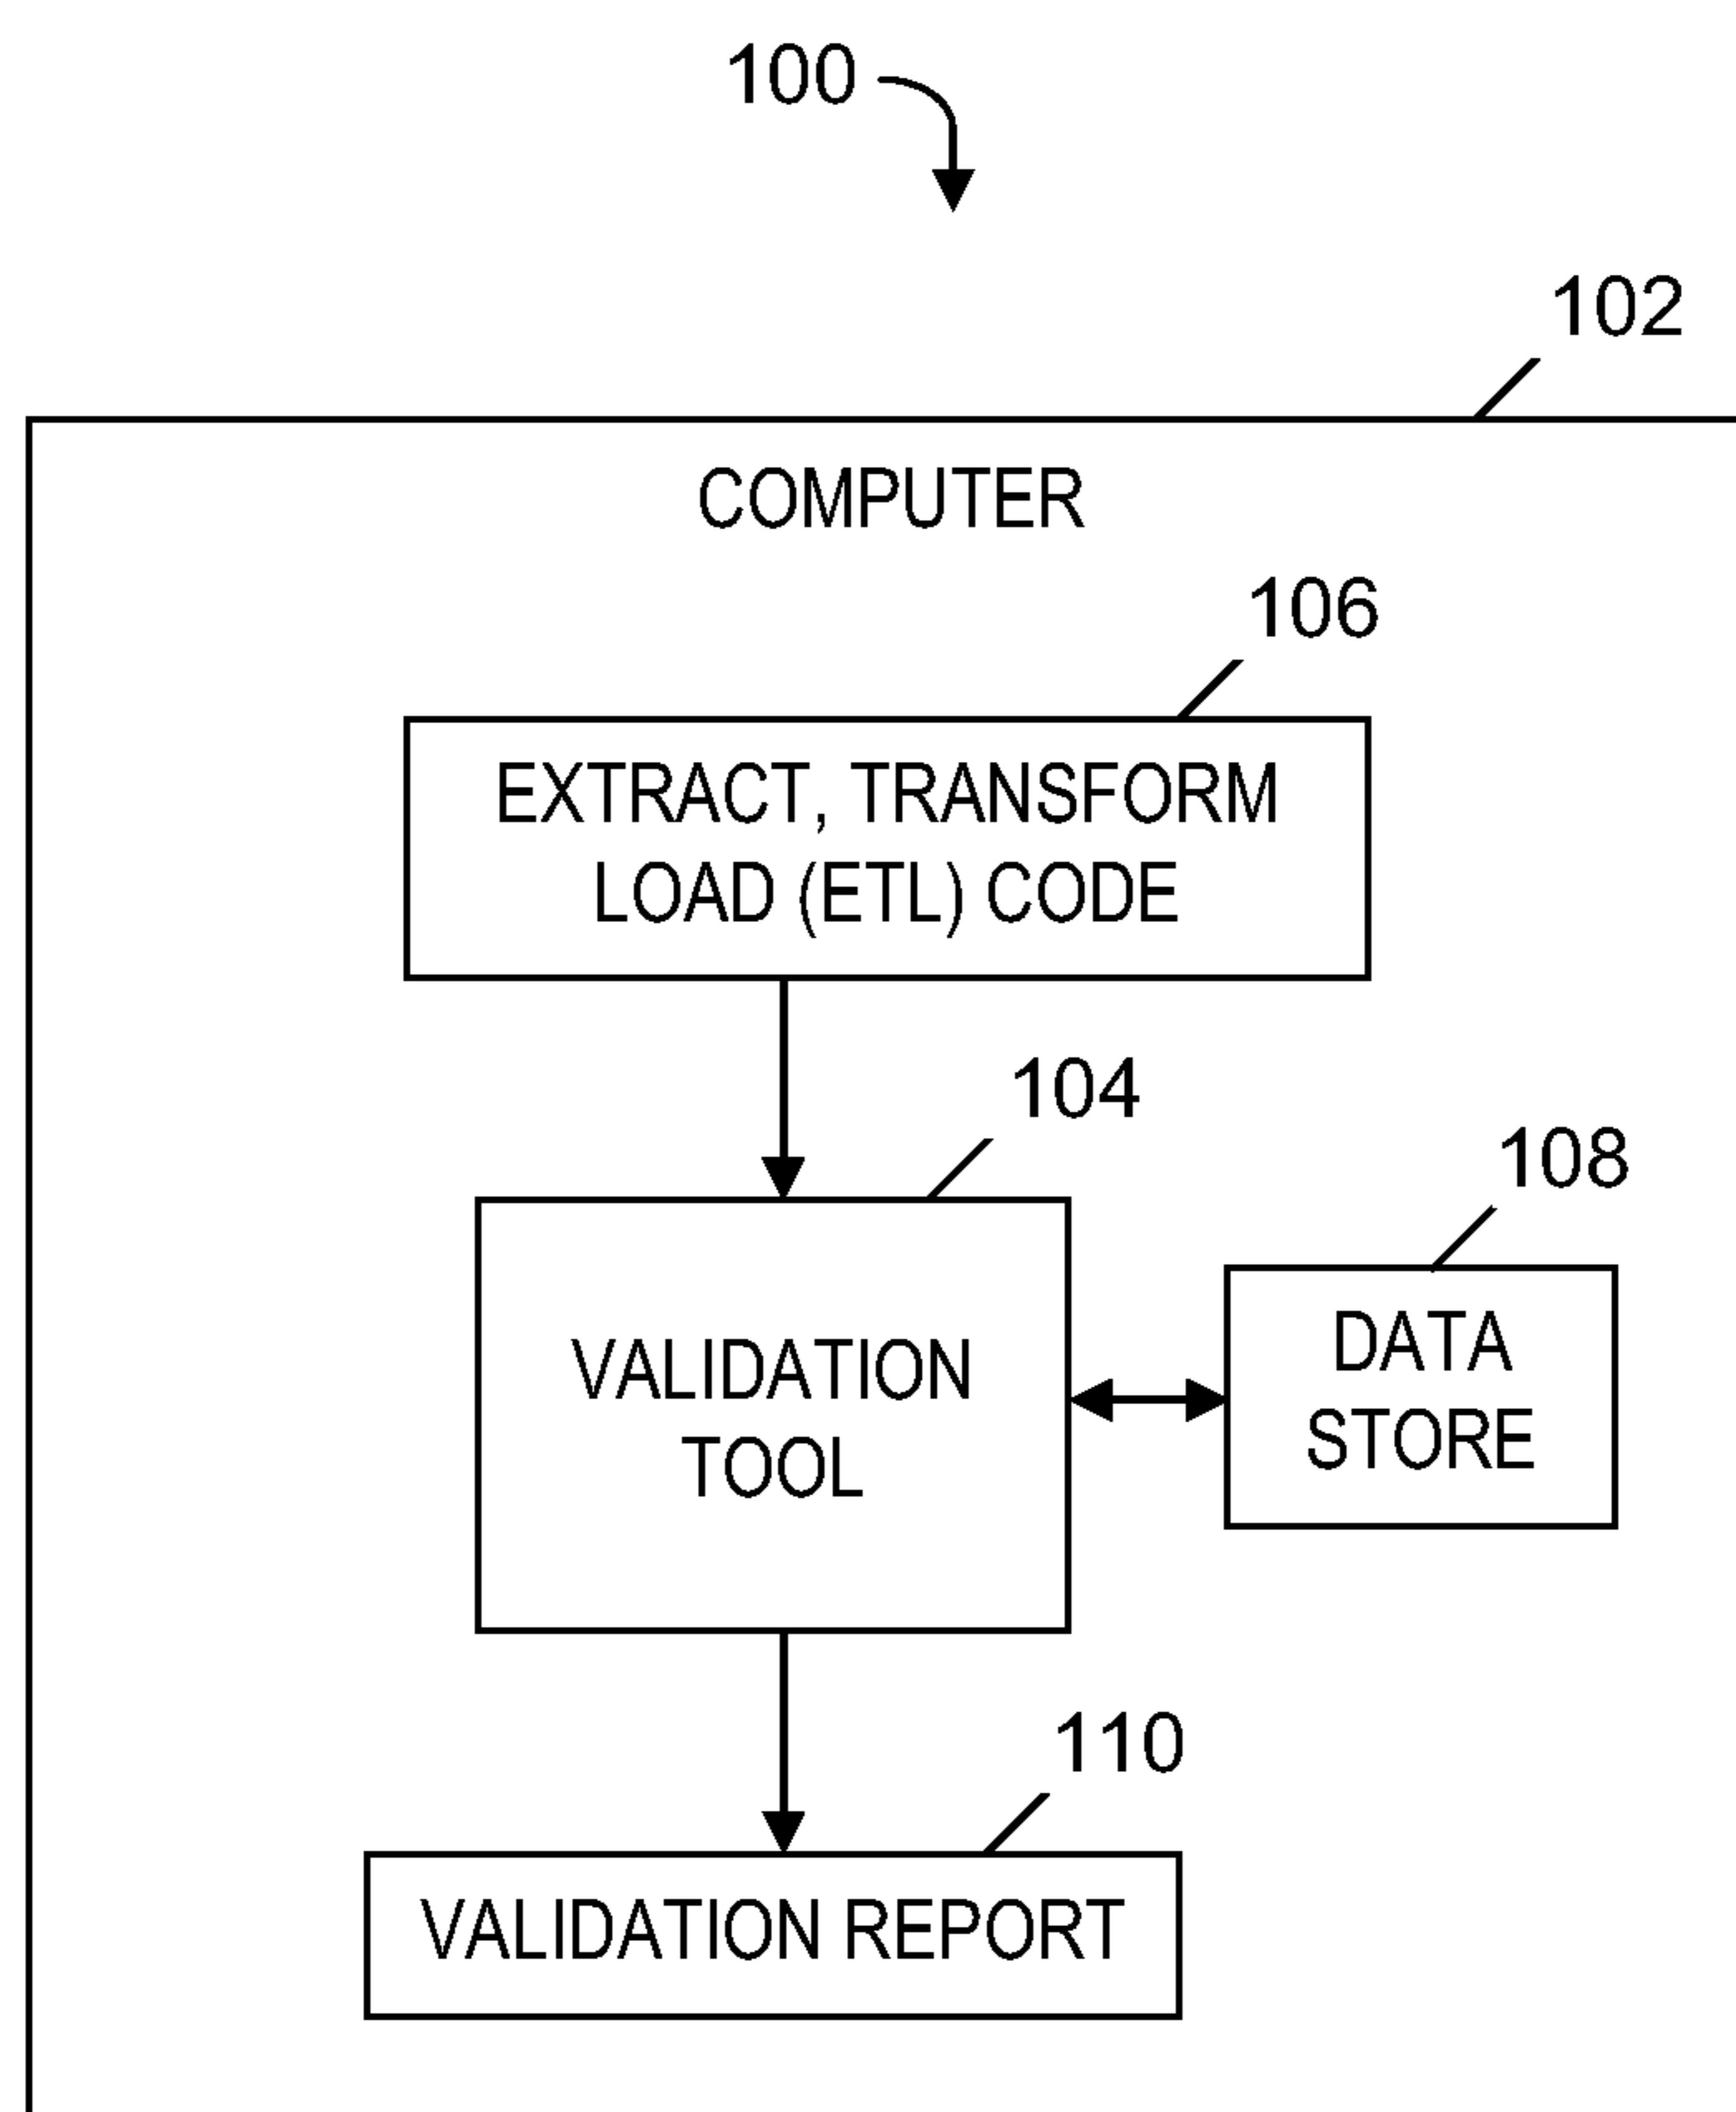 100
102
COMPUTER
106
EXTRACT, TRANSFORM
LOAD (ETL) CODE
104
108
VALIDATION
TOOL
DATA
STORE
110
VALIDATION REPORT